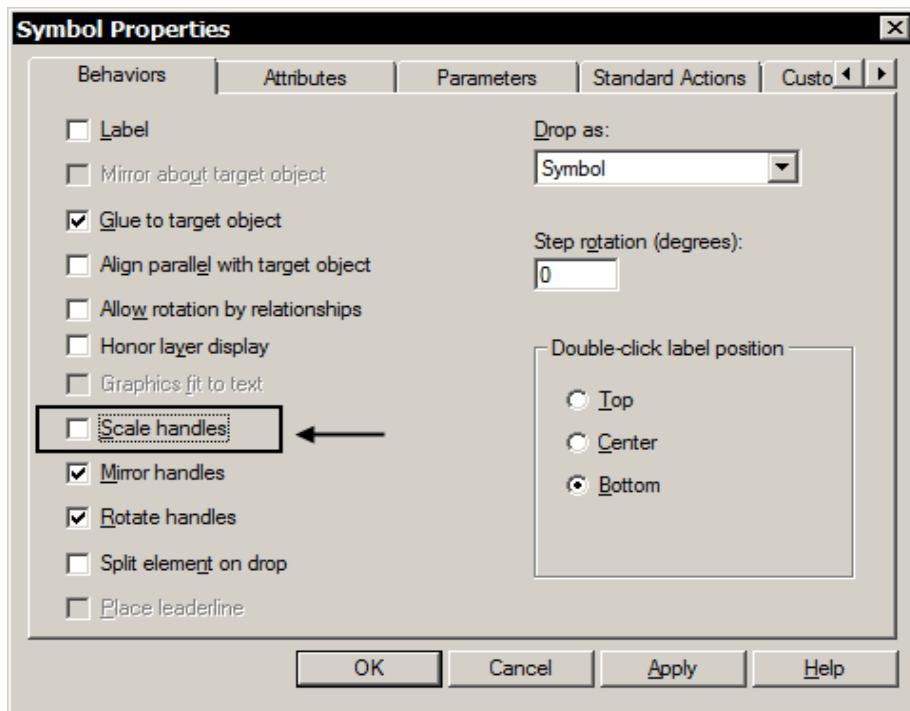 Symbol Properties
Behaviors Attributes Parameters Standard Actions Custo
Label
Mirror about target object
Glue to target object
Align parallel with target object
Allow rotation by relationships
Honor layer display
Graphics fit to text
Scale handles
Mirror handles
Rotate handles
Split element on drop
Place leaderline
Drop as:
Symbol
Step rotation (degrees):
0
Double-click label position
Top
Center
Bottom
OK Cancel Apply Help